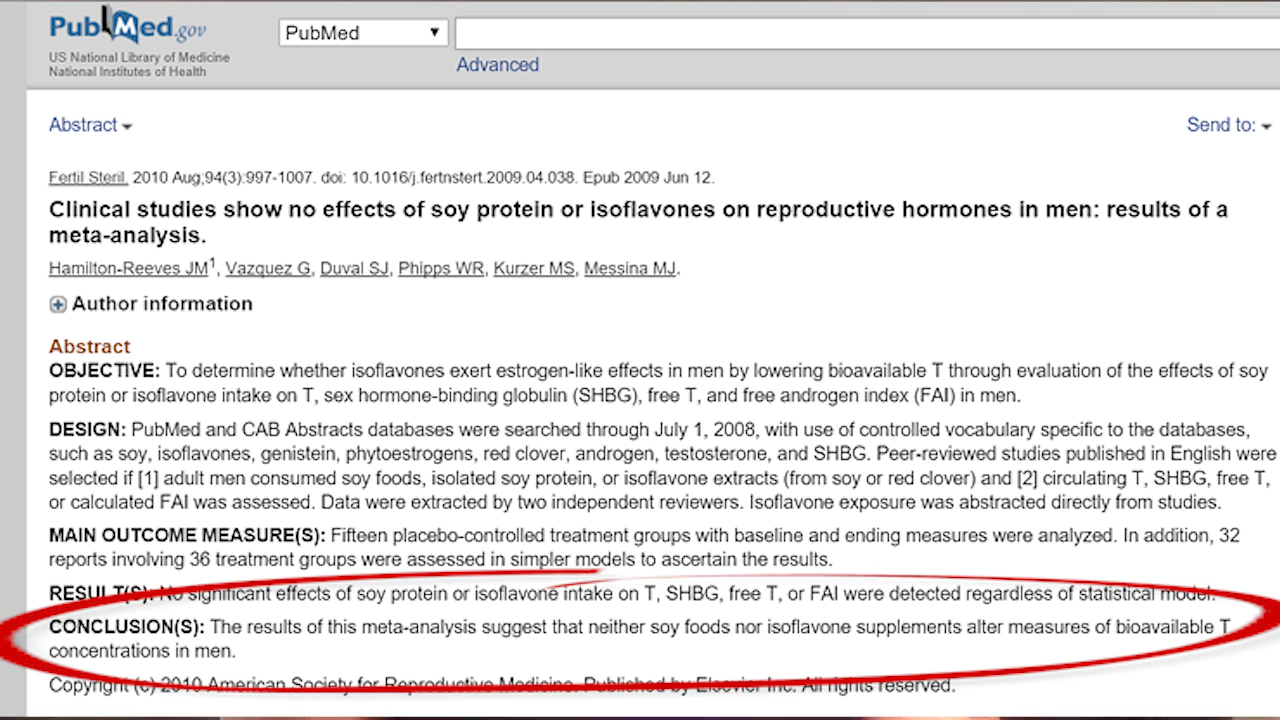 PubMed.gov
US National Library of Medicine
National Institutes of Health
PubMed
Advanced
Abstract
Send to:
Fertil Steril. 2010 Aug;94(3):997-1007. doi: 10.1016/j.fertnstert.2009.04.038. Epub 2009 Jun 12.
Clinical studies show no effects of soy protein or isoflavones on reproductive hormones in men: results of a
meta-analysis.
Hamilton-Reeves JM1, Vazquez G, Duval SJ, Phipps WR, Kurzer MS, Messina MJ.
Author information
Abstract
OBJECTIVE: To determine whether isoflavones exert estrogen-like effects in men by lowering bioavailable T through evaluation of the effects of soy
protein or isoflavone intake on T, sex hormone-binding globulin (SHBG), free T, and free androgen index (FAI) in men.
DESIGN: PubMed and CAB Abstracts databases were searched through July 1, 2008, with use of controlled vocabulary specific to the databases,
such as soy, isoflavones, genistein, phytoestrogens, red clover, androgen, testosterone, and SHBG. Peer-reviewed studies published in English were
selected if [1] adult men consumed soy foods, isolated soy protein, or isoflavone extracts (from soy or red clover) and [2] circulating T, SHBG, free T,
or calculated FAI was assessed. Data were extracted by two independent reviewers. Isoflavone exposure was abstracted directly from studies.
MAIN OUTCOME MEASURE(S): Fifteen placebo-controlled treatment groups with baseline and ending measures were analyzed. In addition, 32
reports involving 36 treatment groups were assessed in simpler models to ascertain the results.
RESULT(S): No significant effects of soy protein or isoflavone intake on T, SHBG, free T, or FAI were detected regardless of statistical model.
CONCLUSION(S): The results of this meta-analysis suggest that neither soy foods nor isoflavone supplements alter measures of bioavailable T
concentrations in men.
Copyright (c) 2010 American Society for Reproductive Medicine. Published by Elsevier Inc. All rights reserved.